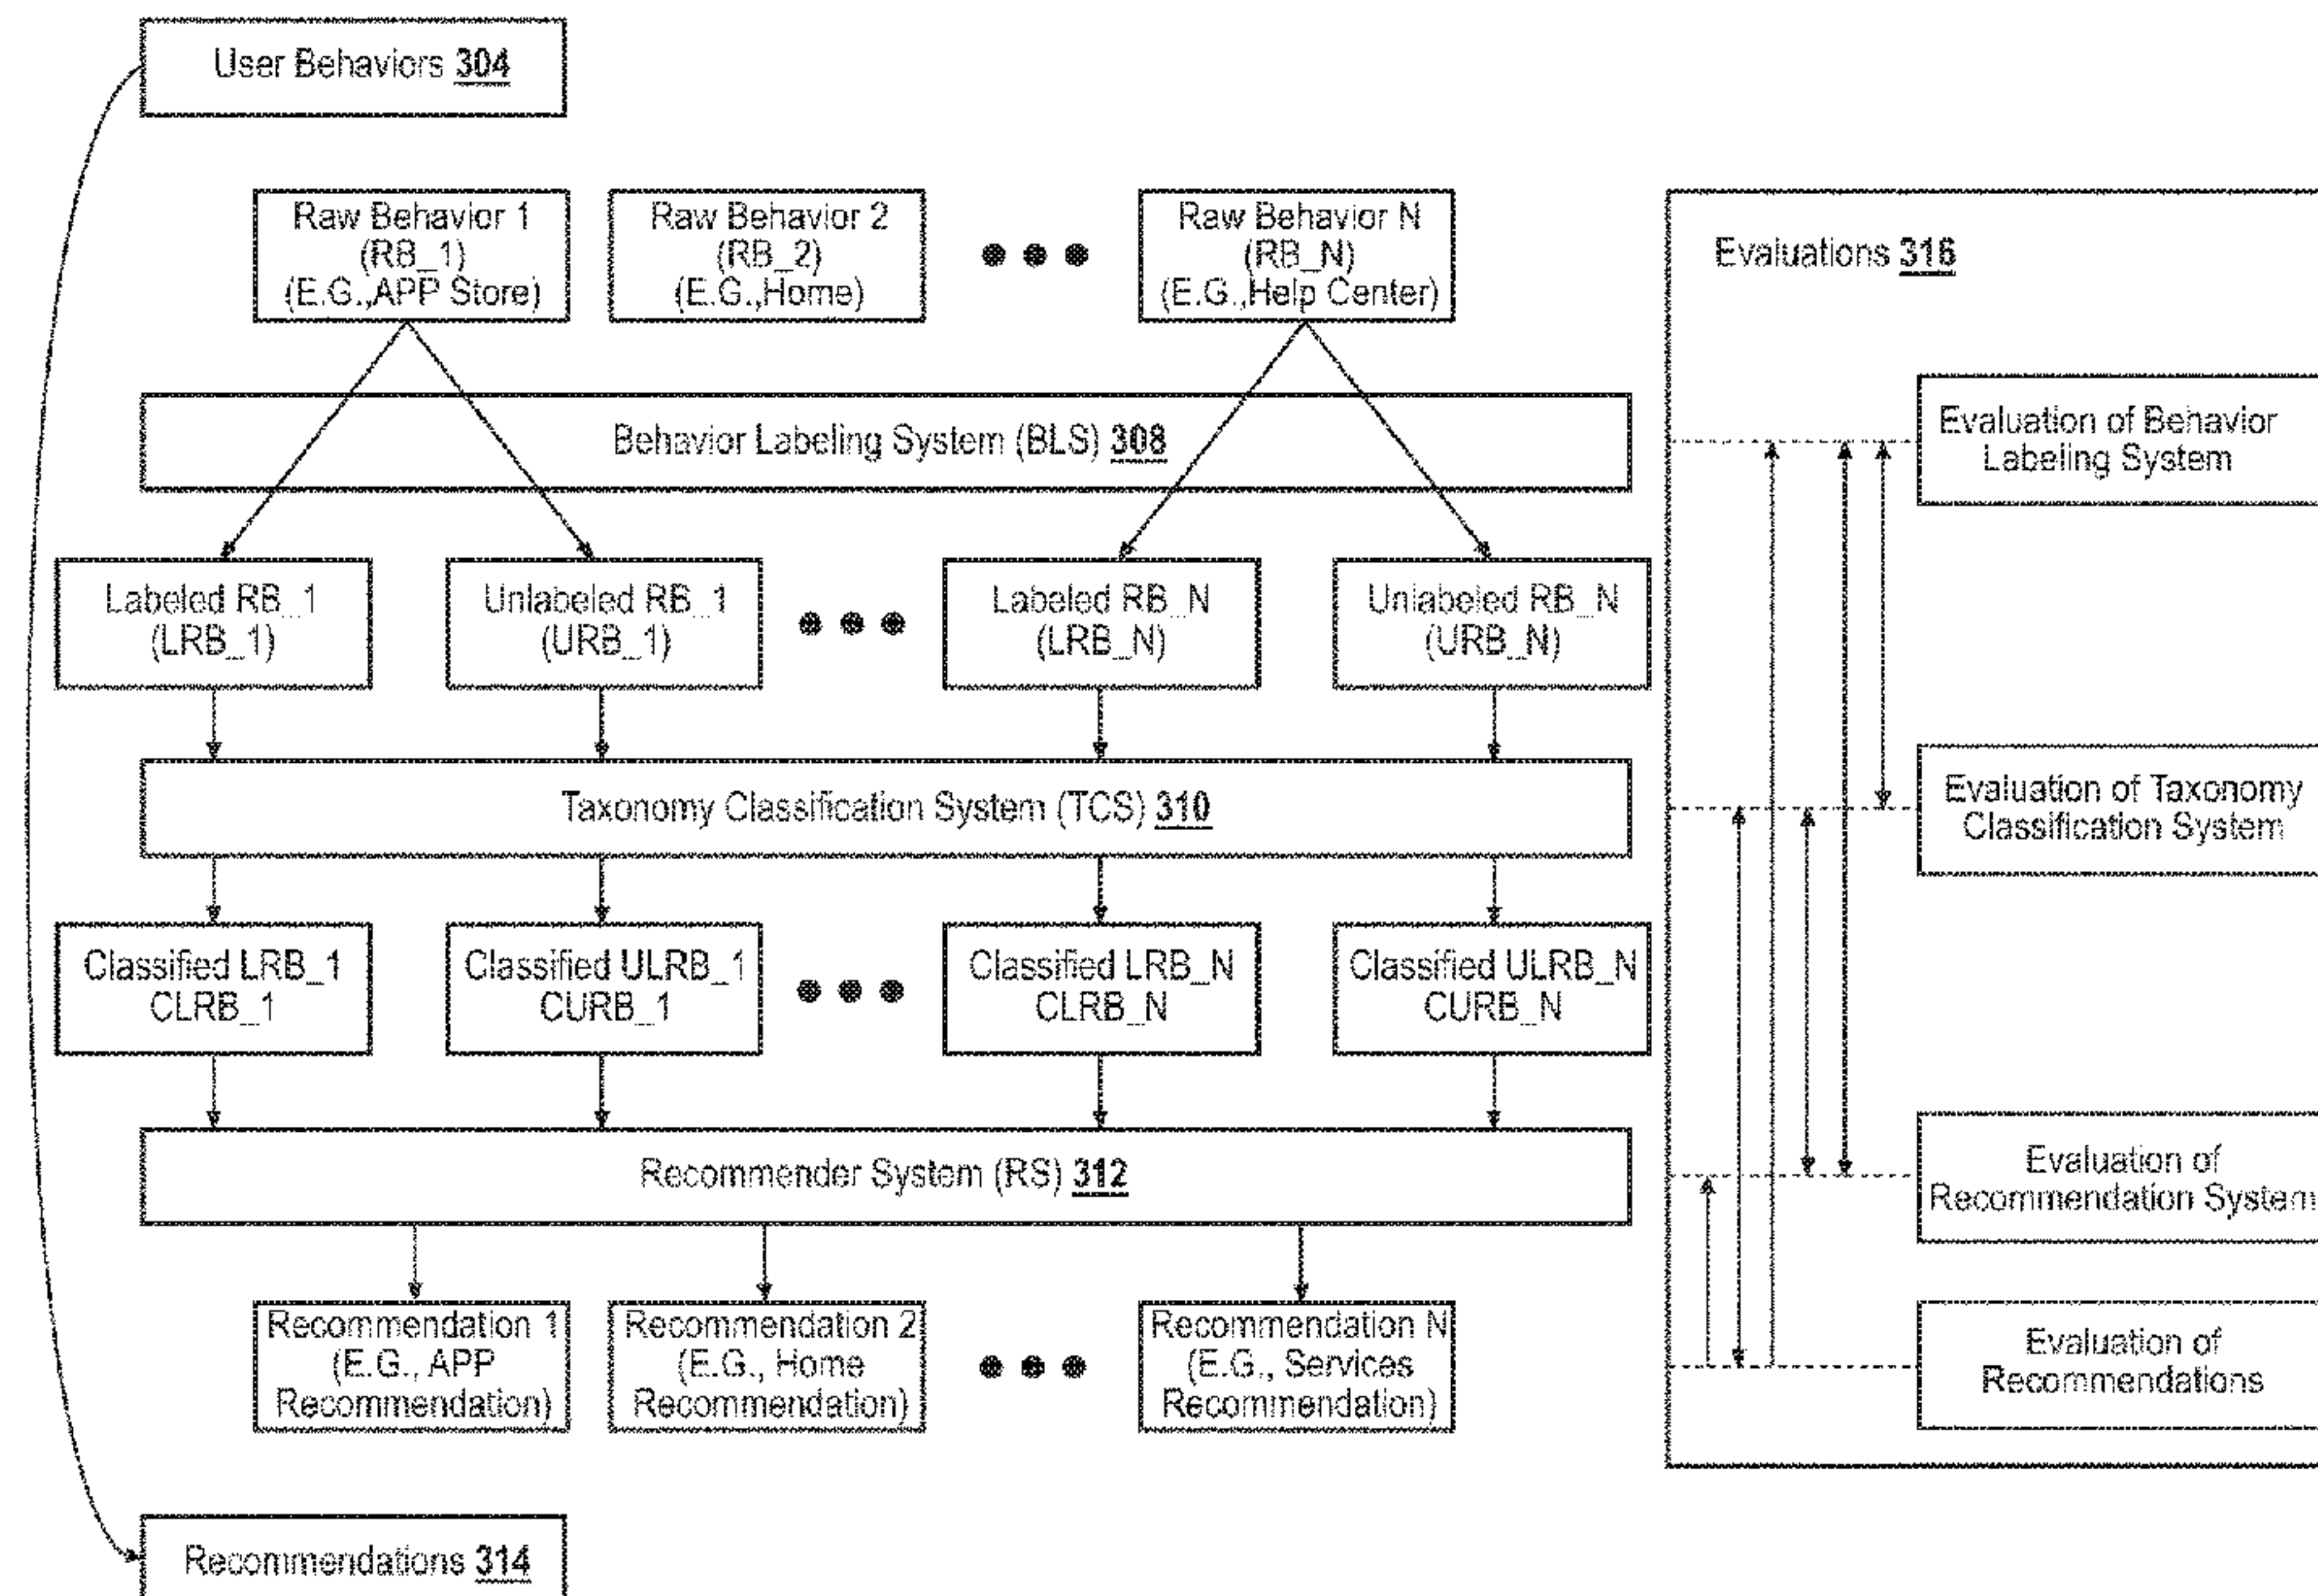 User Behaviors 304
Raw Behavior 1
(RB_1)
(E.G.,APP Store)
Raw Behavior 2
(RB_2)
(E.G.,Home)
Raw Behavior N
(RB_N)
(E.G.,Help Center)
Evaluations 316
Behavior Labeling System (BLS) 308
Evaluation of Behavior
Labeling System
Labeled RB_1
(LRB_1)
Unlabeled RB_1
(URB_1)
Labeled RB_N
(LRB_N)
Unlabeled RB_N
(URB_N)
Taxonomy Classification System (TCS) 310
Evaluation of Taxonomy
Classification System
Classified LRB_1
CLRB_1
Classified ULRB_1
CURB_1
Classified LRB_N
CLRB_N
Classified ULRB_N
CURB_N
Recommender System (RS) 312
Evaluation of
Recommendation System
Recommendation 1
(E.G., APP
Recommendation)
Recommendation 2
(E.G., Home
Recommendation)
Recommendation N
(E.G., Services
Recommendation)
Evaluation of
Recommendations
Recommendations 314